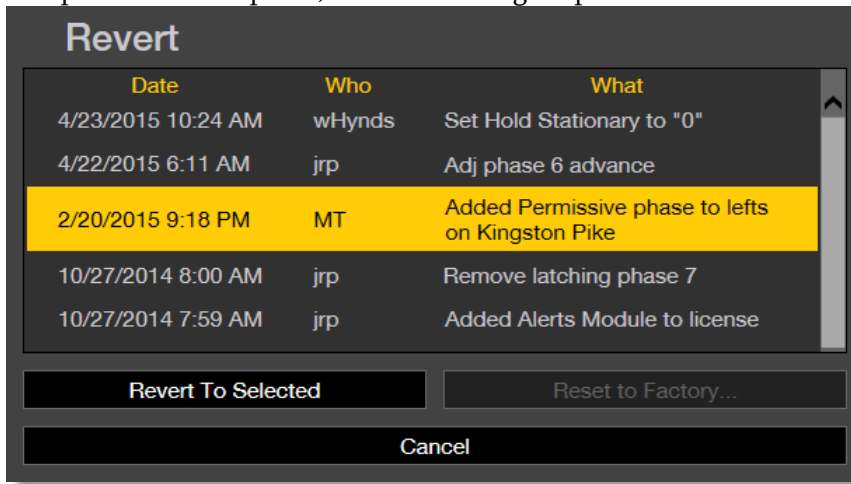 Revert
Date Who What
4/23/2015 10:24 AM wHynds Set Hold Stationary to "0"
4/22/2015 6:11 AM jrp Adj phase 6 advance
2/20/2015 9:18 PM MT Added Permissive phase to lefts
on Kingston Pike
10/27/2014 8:00 AM jrp Remove latching phase 7
10/27/2014 7:59 AM jrp Added Alerts Module to license
Revert To Selected Reset to Factory...
Cancel